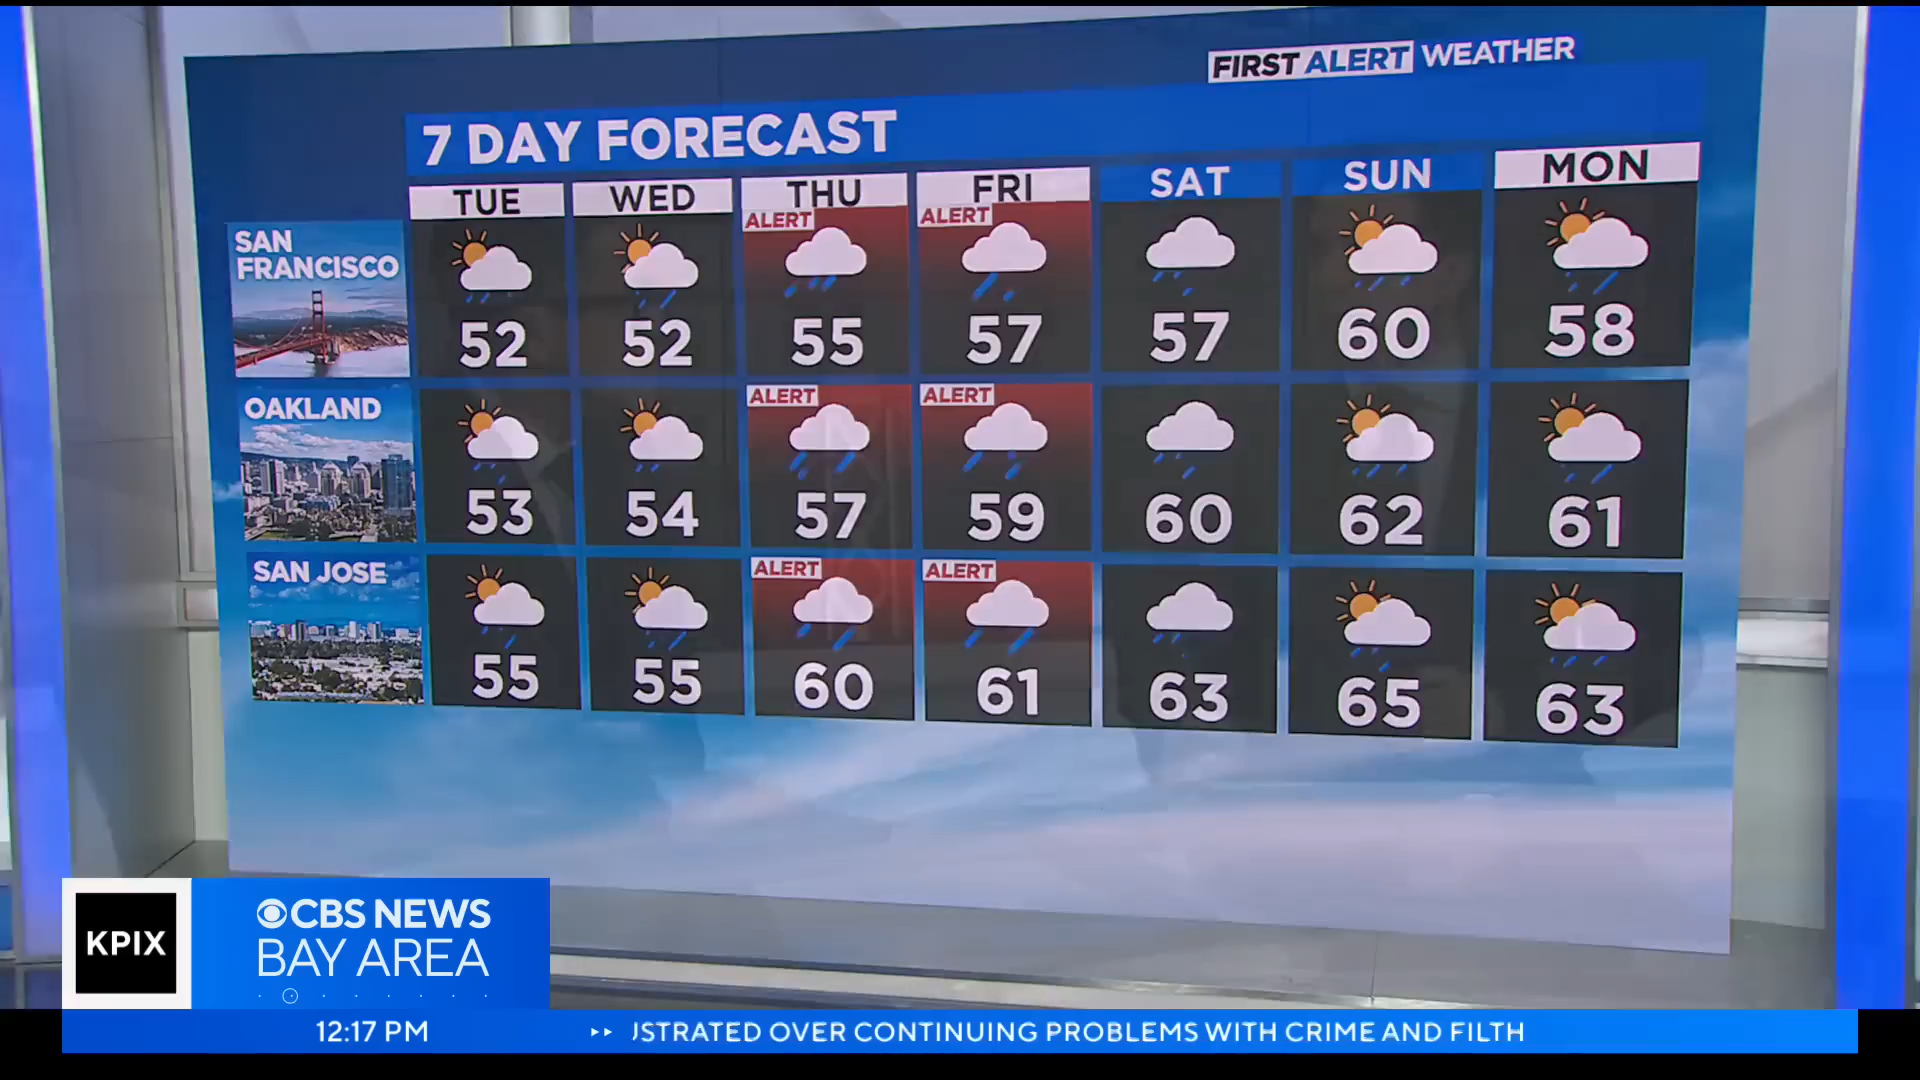 FIRST ALERT WEATHER
7 DAY FORECAST
TUE WED THU FRI SAT SUN MON
SAN
FRANCISCO
ALERT ALERT
52 52 55 57 57 60 58
OAKLAND
ALERT ALERT
53 54 57 59 60 62 61
SAN JOSE
ALERT ALERT
55 55 60 61 63 65 63
KPIX
CBS NEWS
BAY AREA
12:17 PM
USTRATED OVER CONTINUING PROBLEMS WITH CRIME AND FILTH